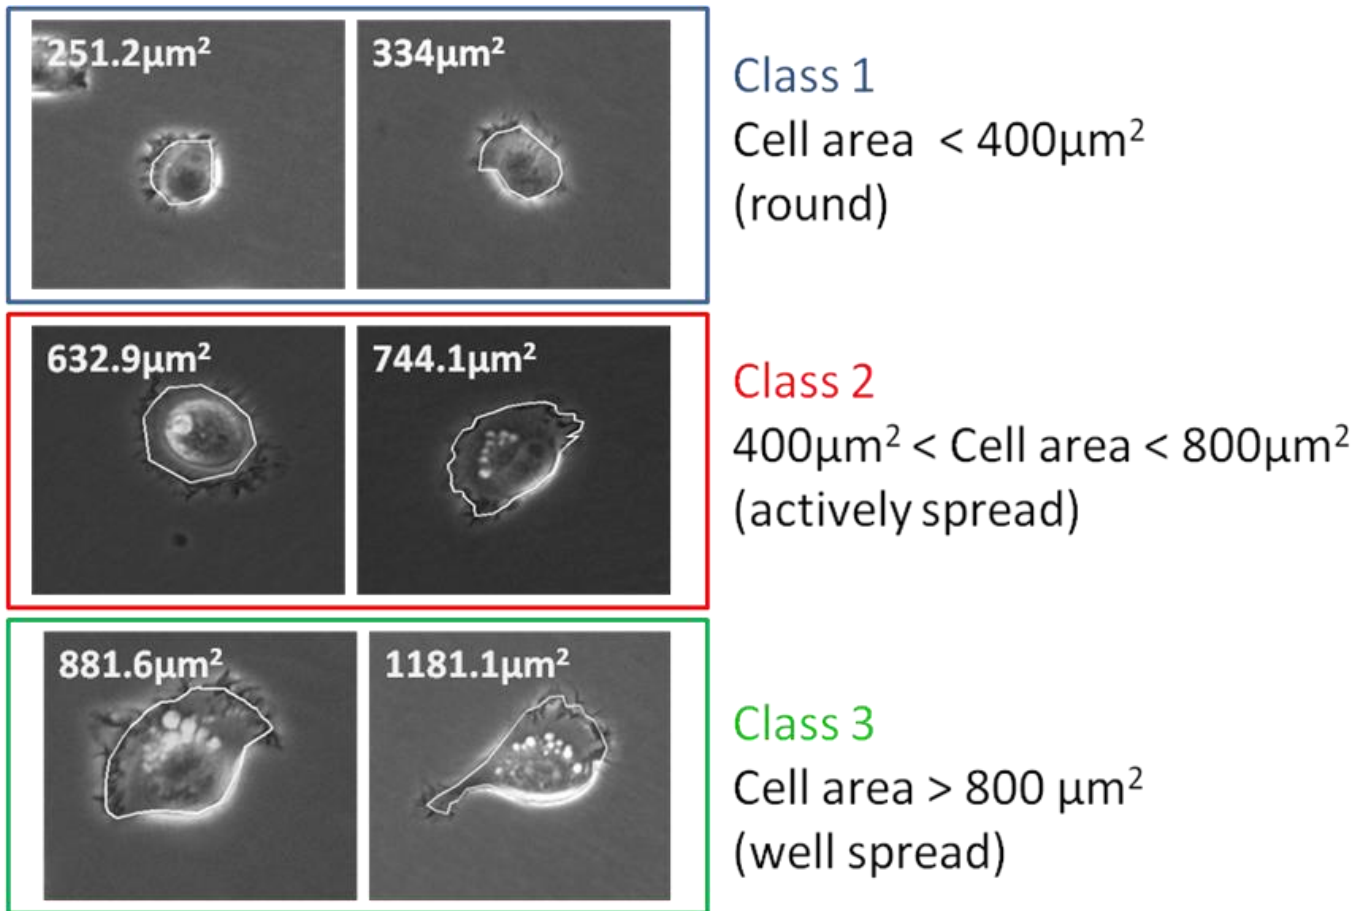 251.2µm²
334µm²
Class 1
Cell area < 400µm²
(round)
632.9µm²
744.1µm²
Class 2
400µm² < Cell area < 800µm²
(actively spread)
881.6µm²
1181.1µm²
Class 3
Cell area > 800 µm²
(well spread)